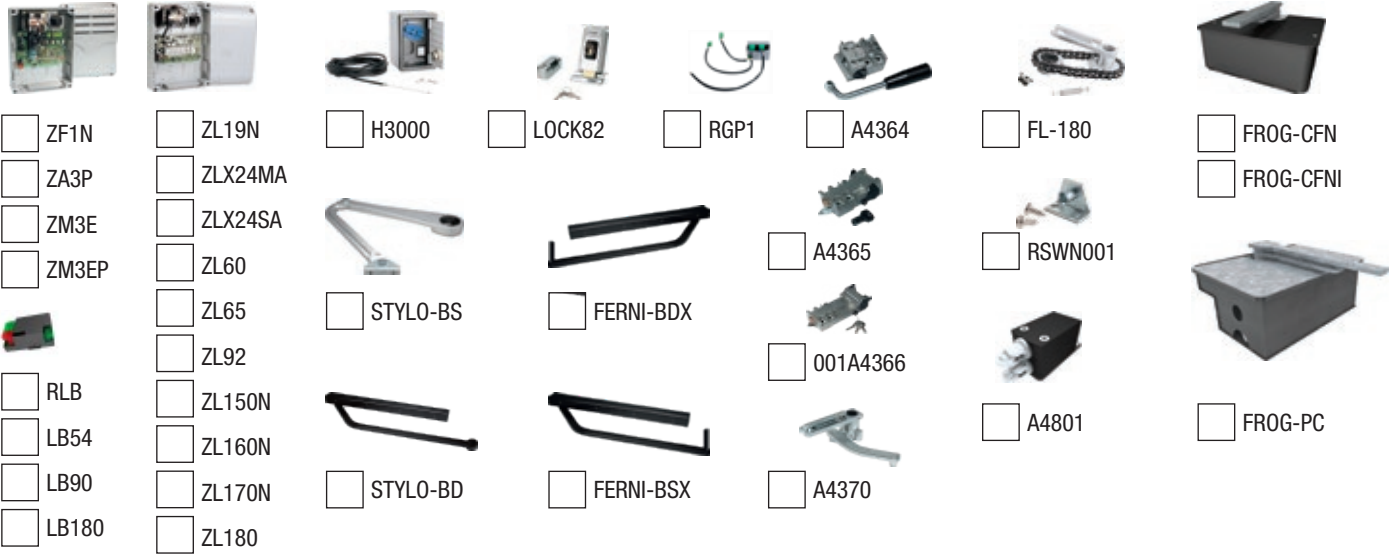 ZF1N
ZA3P
ZM3E
ZM3EP
RLB
LB54
LB90
LB180
ZL19N
ZLX24MA
ZLX24SA
ZL60
ZL65
ZL92
ZL150N
ZL160N
ZL170N
ZL180
H3000
STYLO-BS
STYLO-BD
LOCK82
FERNI-BDX
FERNI-BSX
RGP1
A4364
A4365
001A4366
A4370
FL-180
RSWN001
A4801
FROG-CFN
FROG-CFNI
FROG-PC